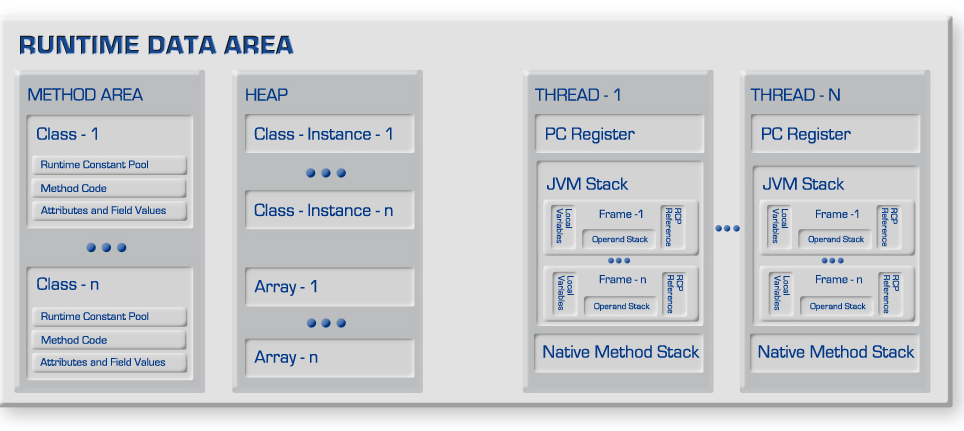 RUNTIME DATA AREA
METHOD AREA
Class - 1
Runtime Constant Pool
Method Code
Attributes and Field Values
Class - n
Runtime Constant Pool
Method Code
Attributes and Field Values
HEAP
Class - Instance - 1
Class - Instance - n
Array - 1
Array - n
THREAD - 1
PC Register
JVM Stack
Local
Variables
Frame -1
Operand Stack
RCP
Reference
Local
Variables
Frame - n
Operand Stack
RCP
Reference
Native Method Stack
THREAD - N
PC Register
JVM Stack
Local
Variables
Frame -1
Operand Stack
RCP
Reference
Local
Variables
Frame - n
Operand Stack
RCP
Reference
Native Method Stack